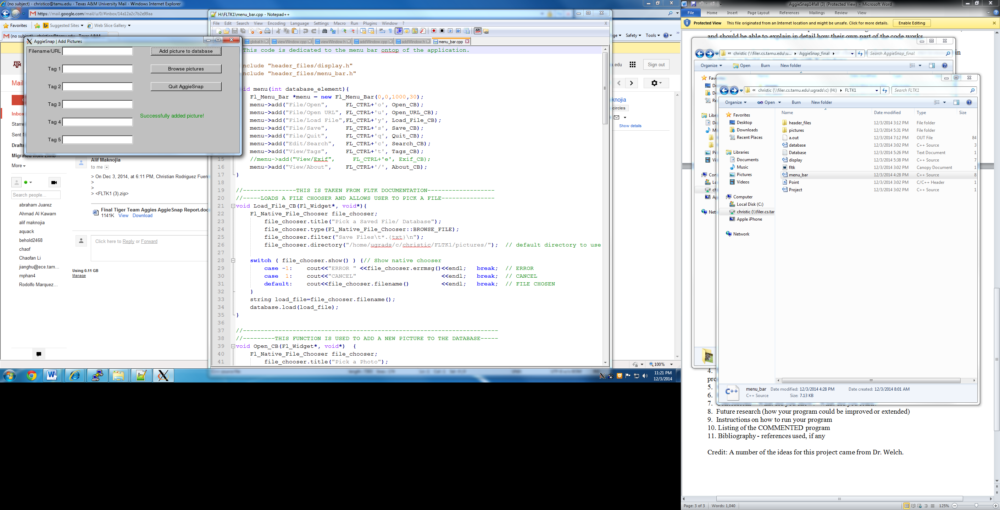 (no subject) - christico@tamu.edu - Texas A&M University Mail - Windows Internet Explorer
https://mail.google.com/mail/u/0/#inbox/14a12a2c7b2e99aa
Favorites
Suggested Sites
Web Slice Gallery
(no subject) - christico@tamu.edu - Texas A&M
Safety
Tools
AggieSnap | Add Pictures
Filename/URL
Add picture to database
Tag 1
Browse pictures
Tag 2
Quit AggieSnap
Tag 3
Successfully added picture!
Tag 4
Tag 5
Mail
Inbox
Starre
Sent
Drafts
More
Search people...
abraham Juarez
Ahmad Al Kawam
alif maknojia
aquack
behold2468
chaof
Chaofan Li
jianghu@ece.tam...
mphan4
Rodolfo Marquez...
Alif Maknojia
to me
> On Dec 3, 2014, at 6:11 PM, Christian Rodriguez Fuen
>
>
> <FLTK1 (3).zip>
Final Tiger Team Aggies AggieSnap Report.doc
1141K View Download
Click here to Reply or Forward
Using 0.11 GB
Manage
.edu
Sign out
knojia
circles
Show details
100%
H:\FLTK1\menu_bar.cpp - Notepad++
File Edit Search View Encoding Language Settings Macro Run Plugins Window ?
X
global.h
viewWindow.cpp
viewWindow.h
addWindow.cpp
addWindow.h
menu_bar.cpp
This code is dedicated to the menu bar ontop of the application.
nclude "header_files/display.h"
nclude "header_files/menu_bar.h"
id menu(int database_element){
Fl_Menu_Bar *menu = new Fl_Menu_Bar(0,0,1000,30);
menu->add("File/Open", FL_CTRL+'o', Open_CB);
menu->add("File/Open URL", FL_CTRL+'u', Open_URL_CB);
menu->add("File/Load File",FL_CTRL+'y', Load_File_CB);
menu->add("File/Save", FL_CTRL+'s', Save_CB);
menu->add("File/Quit", FL_CTRL+'q', Quit_CB);
menu->add("Edit/Search", FL_CTRL+'c', Search_CB);
menu->add("View/Tags", FL_CTRL+'t', Tags_CB);
15 //menu->add("View/Exif", FL_CTRL+'e', Exif_CB);
16 menu->add("View/About", FL_CTRL+'/', About_CB);
17 }
18
19 //---------------THIS IS TAKEN FROM FLTK DOCUMENTATION-------------------
20 //-----LOADS A FILE CHOOSER AND ALLOWS USER TO PICK A FILE---------------
21 void Load_File_CB(Fl_Widget*, void*){
22 Fl_Native_File_Chooser file_chooser;
23 file_chooser.title("Pick a Saved File/ Database");
24 file_chooser.type(Fl_Native_File_Chooser::BROWSE_FILE);
25 file_chooser.filter("Save Files\t*.{txt}\n");
26 file_chooser.directory("/home/ugrads/c/christic/FLTK1/pictures/"); // default directory to use
27
28 switch ( file_chooser.show() ) {// Show native chooser
29 case -1: cout<<"ERROR " <<file_chooser.errmsg()<<endl; break; // ERROR
30 case 1: cout<<"CANCEL" <<endl; break; // CANCEL
31 default: cout<<file_chooser.filename() <<endl; break; // FILE CHOSEN
32 }
33 string load_file=file_chooser.filename();
34 database.load(load_file);
35 }
36
37 //------------------------------------------------------------------------
38 //---------THIS FUNCTION IS USED TO ADD A NEW PICTURE TO THE DATABASE-----
39 void Open_CB(Fl_Widget*, void*) {
40 Fl_Native_File_Chooser file_chooser;
41 file_chooser.title("Pick a Photo");
11:21 PM
12/3/2014
AggieSnap14fall (3) (Protected View) - Microsoft Word
File Home Insert Page Layout References Mailings Review View
Protected View This file originated from an Internet location and might be unsafe. Click for more details. Enable Editing
and should be able to explain in detail how their own part of the code works
in
christic (\\filer.cs.tamu.edu\u... AggieSnap_final
Search AggieSnap_final
Organize Open Burn New folder
christic (\\filer.cs.tamu.edu\ugrads\c) (H:) FLTK1
Search FLTK1
Organize Open Burn New folder
Favorites
Desktop
Downloads
Recent Places
Libraries
Documents
Music
Pictures
Videos
Computer
Local Disk (C:)
christic (\\filer.cs.tar
Apple iPhone
Network
Name Date modified Type Size
header_files 12/3/2014 3:12 PM File folder
pictures 12/3/2014 5:31 PM File folder
a.out 12/3/2014 7:12 PM OUT File 84
database 12/3/2014 3:02 PM C++ Source 3
Database 12/3/2014 5:26 PM Text Document 1
display 12/3/2014 5:38 PM C++ Source 7
fltk 12/3/2014 3:02 PM Canopy Document 1
menu_bar 12/3/2014 4:28 PM C++ Source 8
Point 12/3/2014 3:02 PM C/C++ Header 1
Project 12/3/2014 3:02 PM C++ Source 1
menu_bar Date modified: 12/3/2014 4:28 PM Date created: 12/3/2014 8:01 AM
C++ Source Size: 7.13 KB
4.
pro
5.
6.
7.
8. Future research (how your program could be improved or extended)
9. Instructions on how to run your program
10. Listing of the COMMENTED program
11. Bibliography - references used, if any
Credit: A number of the ideas for this project came from Dr. Welch.
Page: 3 of 3 Words: 1,040
125%